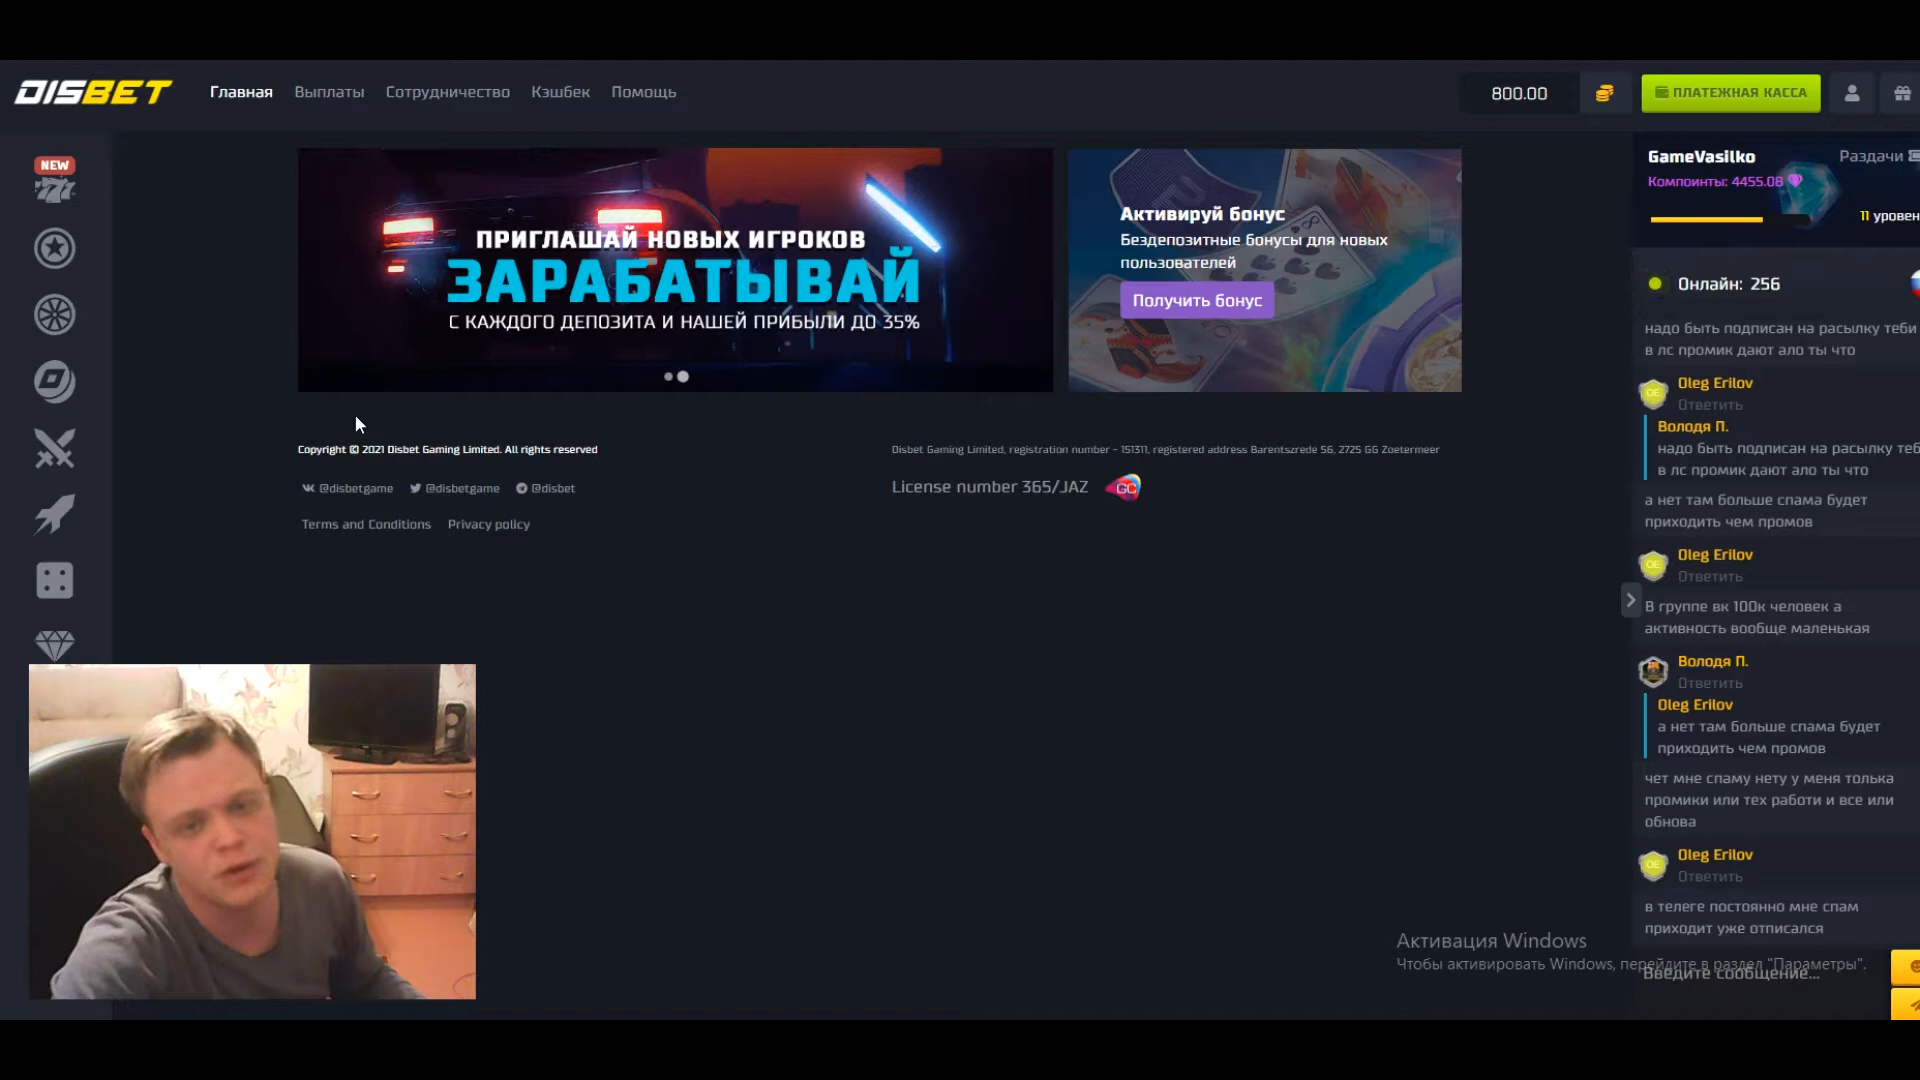 DISBET
Главная
Выплаты
Сотрудничество
Кэшбек
Помощь
800.00
ПЛАТЕЖНАЯ КАССА
NEW
777
ПРИГЛАШАЙ НОВЫХ ИГРОКОВ
ЗАРАБАТЫВАЙ
С КАЖДОГО ДЕПОЗИТА И НАШЕЙ ПРИБЫЛИ ДО 35%
Активируй бонус
Бездепозитные бонусы для новых
пользователей
Получить бонус
Copyright © 2021 Disbet Gaming Limited. All rights reserved
@disbetgame
@disbetgame
@disbet
Terms and Conditions
Privacy policy
Disbet Gaming Limited, registration number - 151311, registered address Barentszrede 56, 2725 GG Zoetermeer
License number 365/JAZ
GC
GameVasilko
Раздачи
Компоинты: 4455.08
11 уровен
Онлайн: 256
надо быть подписан на расылку теби
в лс промик дают ало ты что
OE
Oleg Erilov
Ответить
Володя П.
надо быть подписан на расылку теб
в лс промик дают ало ты что
а нет там больше спама будет
приходить чем промов
OE
Oleg Erilov
Ответить
В группе вк 100к человек а
активность вообще маленькая
Володя П.
Ответить
Oleg Erilov
а нет там больше спама будет
приходить чем промов
чет мне спаму нету у меня толька
промики или тех работи и все или
обнова
OE
Oleg Erilov
Ответить
в телеге постоянно мне спам
приходит уже отписался
Введите сообщение...
Активация Windows
Чтобы активировать Windows, перейдите в раздел "Параметры".